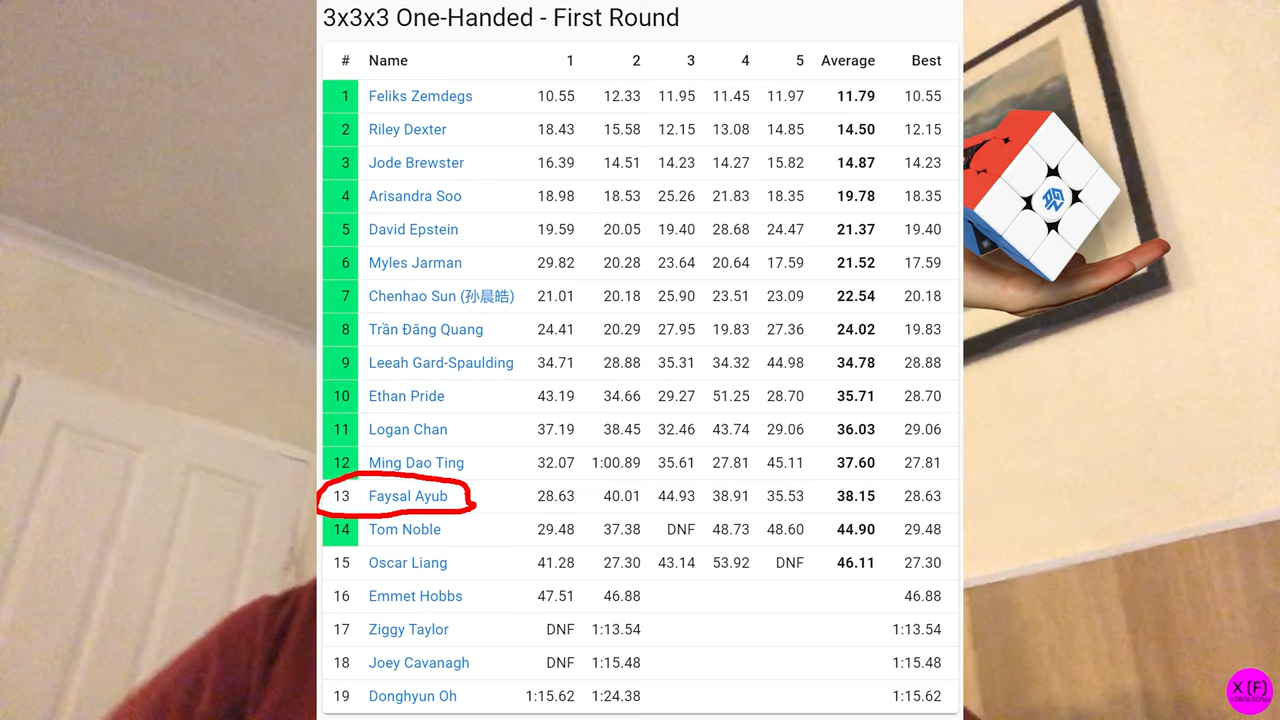 3x3x3 One-Handed - First Round
# Name 1 2 3 4 5 Average Best
1 Feliks Zemdegs 10.55 12.33 11.95 11.45 11.97 11.79 10.55
2 Riley Dexter 18.43 15.58 12.15 13.08 14.85 14.50 12.15
3 Jode Brewster 16.39 14.51 14.23 14.27 15.82 14.87 14.23
4 Arisandra Soo 18.98 18.53 25.26 21.83 18.35 19.78 18.35
5 David Epstein 19.59 20.05 19.40 28.68 24.47 21.37 19.40
6 Myles Jarman 29.82 20.28 23.64 20.64 17.59 21.52 17.59
7 Chenhao Sun (孙晨皓) 21.01 20.18 25.90 23.51 23.09 22.54 20.18
8 Trần Đăng Quang 24.41 20.29 27.95 19.83 27.36 24.02 19.83
9 Leeah Gard-Spaulding 34.71 28.88 35.31 34.32 44.98 34.78 28.88
10 Ethan Pride 43.19 34.66 29.27 51.25 28.70 35.71 28.70
11 Logan Chan 37.19 38.45 32.46 43.74 29.06 36.03 29.06
12 Ming Dao Ting 32.07 1:00.89 35.61 27.81 45.11 37.60 27.81
13 Faysal Ayub 28.63 40.01 44.93 38.91 35.53 38.15 28.63
14 Tom Noble 29.48 37.38 DNF 48.73 48.60 44.90 29.48
15 Oscar Liang 41.28 27.30 43.14 53.92 DNF 46.11 27.30
16 Emmet Hobbs 47.51 46.88 46.88
17 Ziggy Taylor DNF 1:13.54 1:13.54
18 Joey Cavanagh DNF 1:15.48 1:15.48
19 Donghyun Oh 1:15.62 1:24.38 1:15.62
X (F)